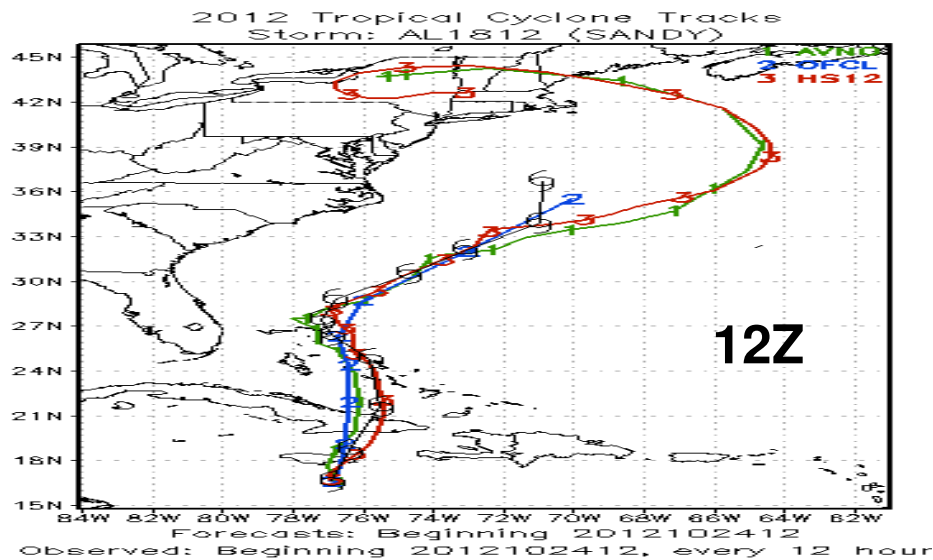 2012 Tropical Cyclone Tracks
Storm: AL1812 (SANDY)
1 AVNO
2 OFCL
3 HS12
45N
42N
39N
36N
33N
30N
27N
24N
21N
18N
15N
12Z
84W 82W 80W 78W 76W 74W 72W 70W 68W 66W 64W 62W
Forecasts: Beginning 2012102412
Observed: Beginning 2012102412, every 12 hour